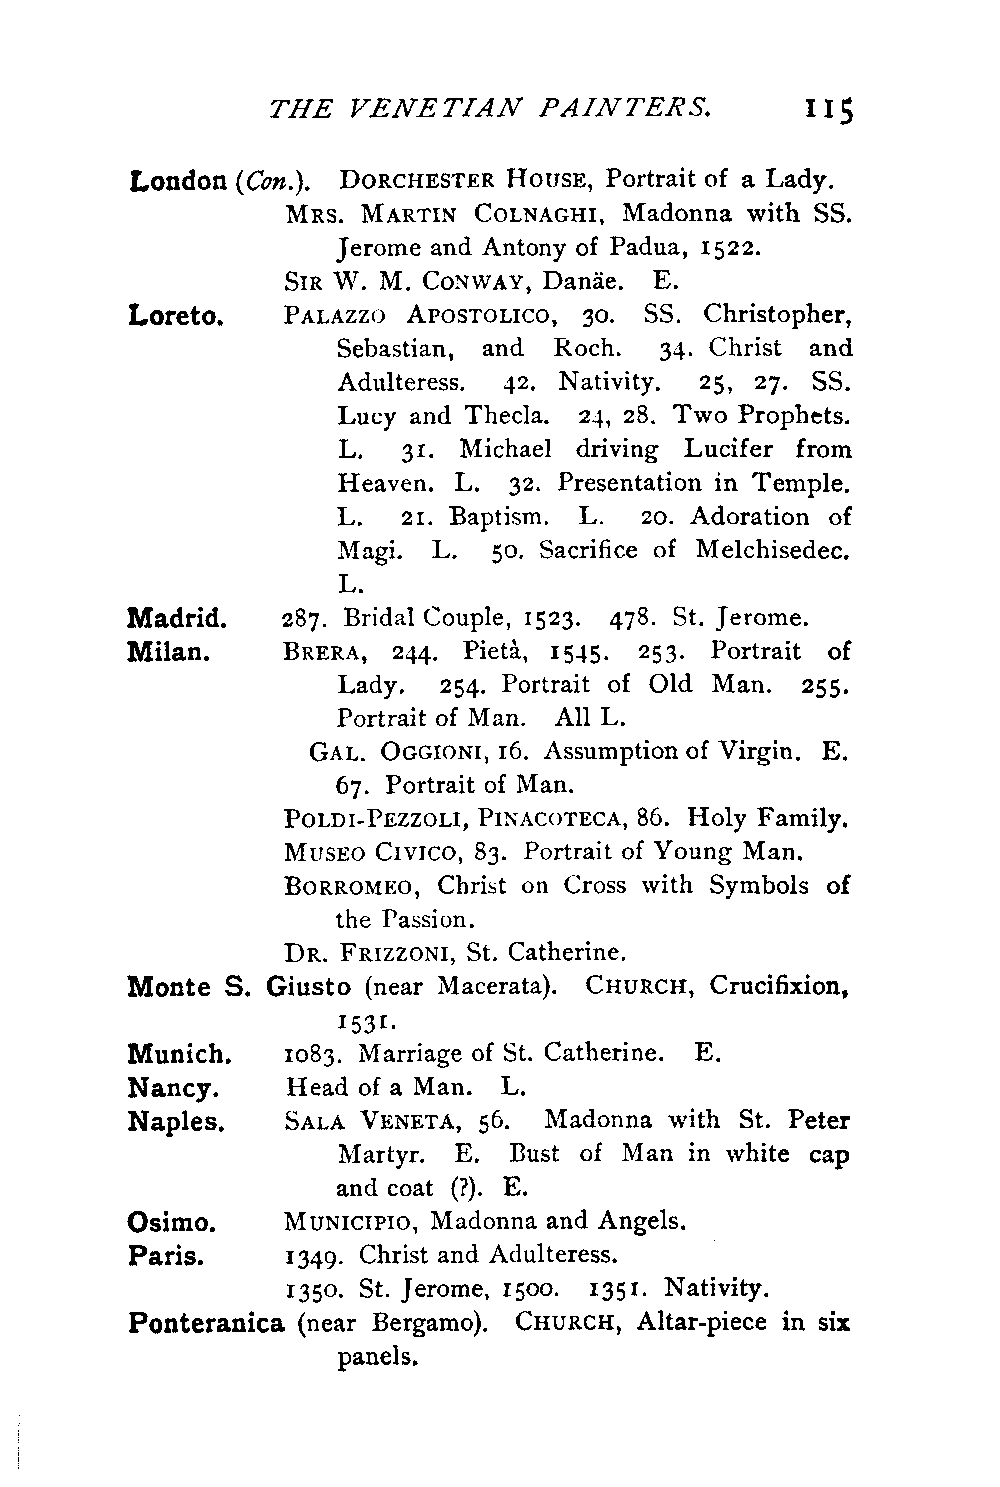 THE VENETIAN PAINTERS. 115
London (Con.). DORCHESTER HOUSE, Portrait of a Lady.
MRS. MARTIN COLNAGHI, Madonna with SS.
Jerome and Antony of Padua, 1522.
SIR W. M. CONWAY, Danäe. E.
Loreto. PALAZZO APOSTOLICO, 30. SS. Christopher,
Sebastian, and Roch. 34. Christ and
Adulteress. 42. Nativity. 25, 27. SS.
Lucy and Thecla. 24, 28. Two Prophets.
L. 31. Michael driving Lucifer from
Heaven. L. 32. Presentation in Temple.
L. 21. Baptism. L. 20. Adoration of
Magi. L. 50. Sacrifice of Melchisedec.
L.
Madrid. 287. Bridal Couple, 1523. 478. St. Jerome.
Milan. BRERA, 244. Pietà, 1545. 253. Portrait of
Lady. 254. Portrait of Old Man. 255.
Portrait of Man. All L.
GAL. OGGIONI, 16. Assumption of Virgin. E.
67. Portrait of Man.
POLDI-PEZZOLI, PINACOTECA, 86. Holy Family.
MUSEO CIVICO, 83. Portrait of Young Man.
BORROMEO, Christ on Cross with Symbols of
the Passion.
DR. FRIZZONI, St. Catherine.
Monte S. Giusto (near Macerata). CHURCH, Crucifixion,
1531.
Munich. 1083. Marriage of St. Catherine. E.
Nancy. Head of a Man. L.
Naples. SALA VENETA, 56. Madonna with St. Peter
Martyr. E. Bust of Man in white cap
and coat (?). E.
Osimo. MUNICIPIO, Madonna and Angels.
Paris. 1349. Christ and Adulteress.
1350. St. Jerome, 1500. 1351. Nativity.
Ponteranica (near Bergamo). CHURCH, Altar-piece in six
panels.